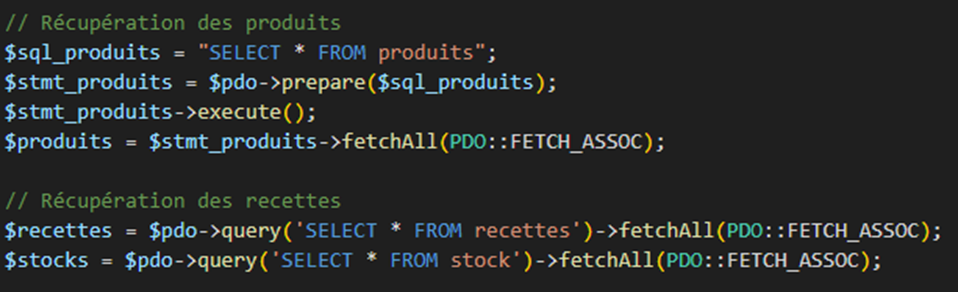 // Récupération des produits
$sql_produits = "SELECT * FROM produits";
$stmt_produits = $pdo->prepare($sql_produits);
$stmt_produits->execute();
$produits = $stmt_produits->fetchAll(PDO::FETCH_ASSOC);
// Récupération des recettes
$recettes = $pdo->query('SELECT * FROM recettes')->fetchAll(PDO::FETCH_ASSOC);
$stocks = $pdo->query('SELECT * FROM stock')->fetchAll(PDO::FETCH_ASSOC);